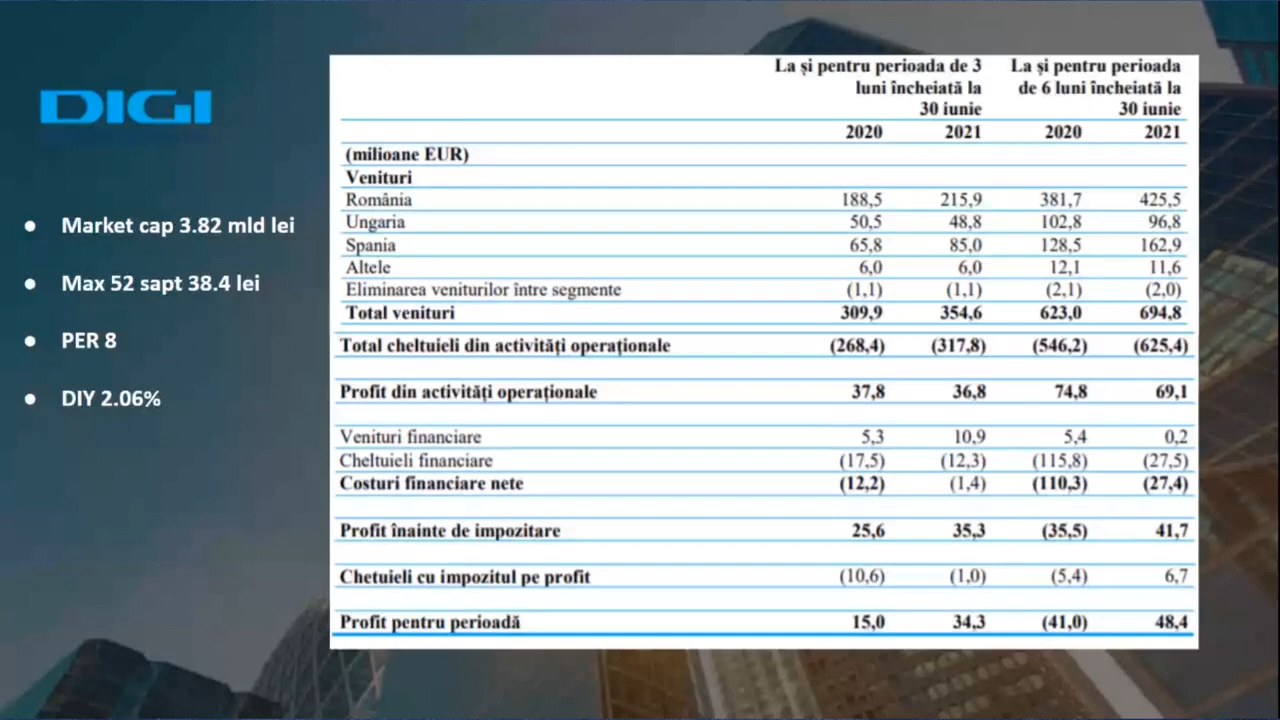 DIGI
Market cap 3.82 mld lei
Max 52 sapt 38.4 lei
PER 8
DIY 2.06%
La și pentru perioada de 3 luni încheiată la 30 iunie La și pentru perioada de 6 luni încheiată la 30 iunie
2020 2021 2020 2021
(milioane EUR)
Venituri
România 188,5 215,9 381,7 425,5
Ungaria 50,5 48,8 102,8 96,8
Spania 65,8 85,0 128,5 162,9
Altele 6,0 6,0 12,1 11,6
Eliminarea veniturilor între segmente (1,1) (1,1) (2,1) (2,0)
Total venituri 309,9 354,6 623,0 694,8
Total cheltuieli din activități operaționale (268,4) (317,8) (546,2) (625,4)
Profit din activități operaționale 37,8 36,8 74,8 69,1
Venituri financiare 5,3 10,9 5,4 0,2
Cheltuieli financiare (17,5) (12,3) (115,8) (27,5)
Costuri financiare nete (12,2) (1,4) (110,3) (27,4)
Profit înainte de impozitare 25,6 35,3 (35,5) 41,7
Chetuieli cu impozitul pe profit (10,6) (1,0) (5,4) 6,7
Profit pentru perioadă 15,0 34,3 (41,0) 48,4